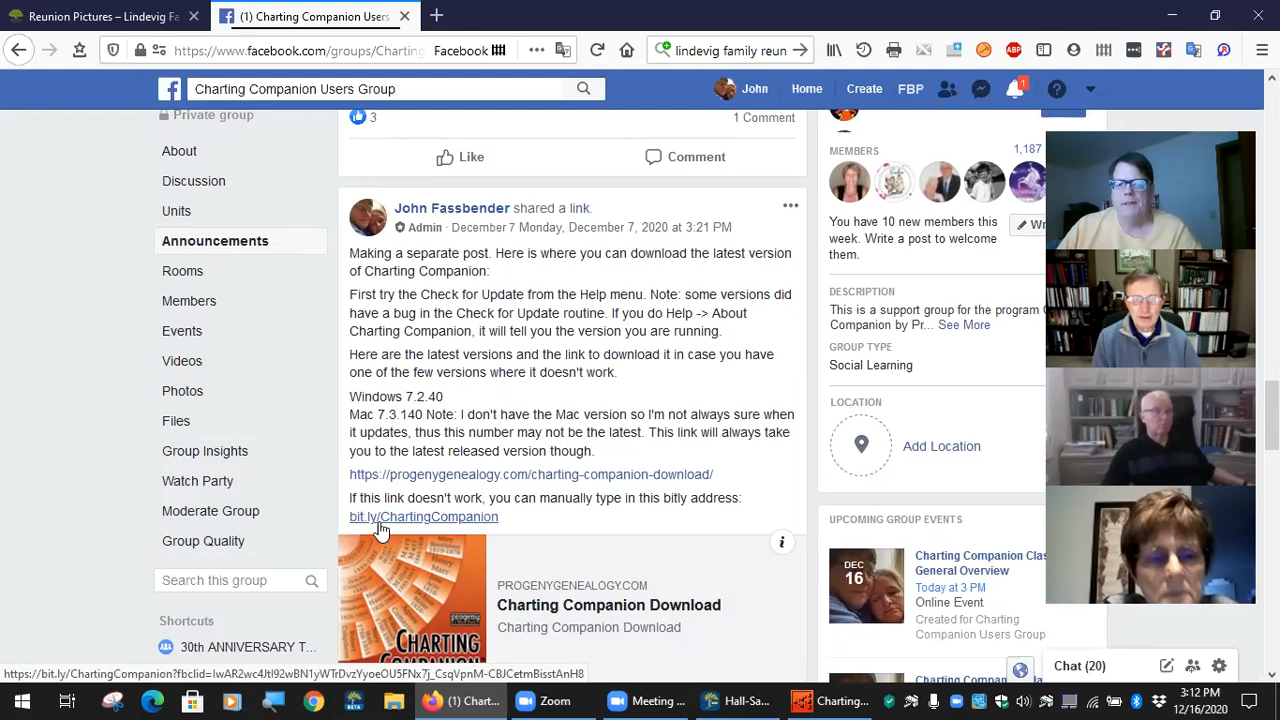 Reunion Pictures – Lindevig Fa
(1) Charting Companion Users
https://www.facebook.com/groups/Charting
Facebook
lindevig family reun
Charting Companion Users Group
John
Home
Create
FBP
1
Private group
About
Discussion
Units
Announcements
Rooms
Members
Events
Videos
Photos
Files
Group Insights
Watch Party
Moderate Group
Group Quality
Search this group
Shortcuts
30th ANNIVERSARY T...
3
1 Comment
Like
Comment
John Fassbender shared a link.
Admin · December 7 Monday, December 7, 2020 at 3:21 PM
Making a separate post. Here is where you can download the latest version
of Charting Companion:
First try the Check for Update from the Help menu. Note: some versions did
have a bug in the Check for Update routine. If you do Help -> About
Charting Companion, it will tell you the version you are running.
Here are the latest versions and the link to download it in case you have
one of the few versions where it doesn't work.
Windows 7.2.40
Mac 7.3.140 Note: I don't have the Mac version so I'm not always sure when
it updates, thus this number may not be the latest. This link will always take
you to the latest released version though.
https://progenygenealogy.com/charting-companion-download/
If this link doesn't work, you can manually type in this bitly address:
bit.ly/ChartingCompanion
progeny
CHARTING
COMPANION
PROGENYGENEALOGY.COM
Charting Companion Download
Charting Companion Download
MEMBERS
1,187
You have 10 new members this
week. Write a post to welcome
them.
Wr
DESCRIPTION
This is a support group for the program C
Companion by Pr... See More
GROUP TYPE
Social Learning
LOCATION
Add Location
UPCOMING GROUP EVENTS
DEC
16
Charting Companion Clas
General Overview
Today at 3 PM
Online Event
Created for Charting
Companion Users Group
Charting Companion Clas
Chat (20)
(1) Chart...
Zoom
Meeting ...
Hall-Sa...
Charting...
3:12 PM
12/16/2020